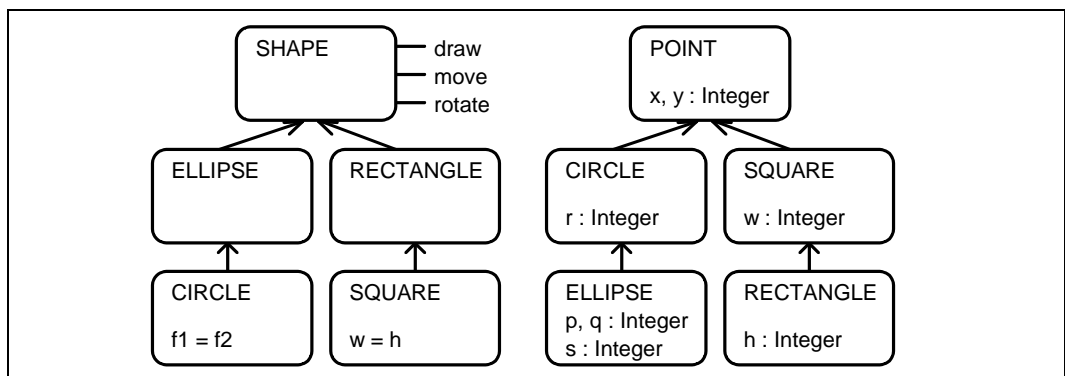 SHAPE
draw
move
rotate
ELLIPSE
RECTANGLE
CIRCLE
f1 = f2
SQUARE
w = h
POINT
x, y : Integer
CIRCLE
r : Integer
SQUARE
w : Integer
ELLIPSE
p, q : Integer
s : Integer
RECTANGLE
h : Integer